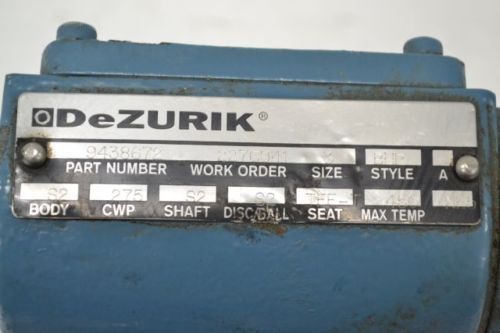 DeZURIK®
9438672
PART NUMBER WORK ORDER SIZE STYLE A
S2 275 S2 S2
BODY CWP SHAFT DISC/BALL SEAT MAX TEMP